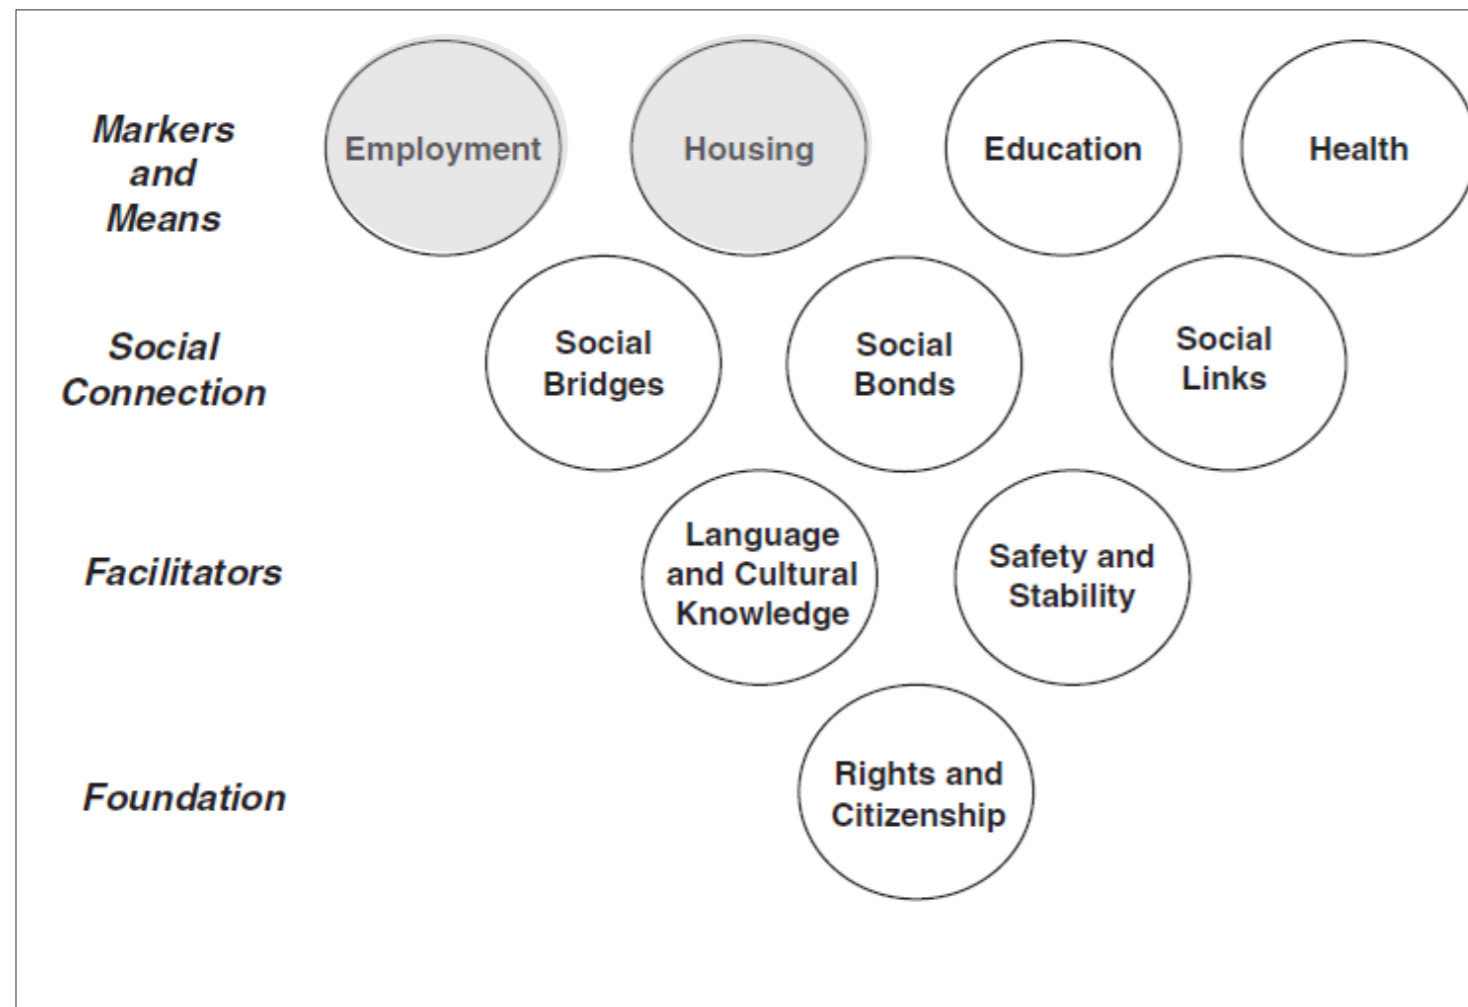 Markers
and
Means
Employment
Housing
Education
Health
Social
Connection
Social
Bridges
Social
Bonds
Social
Links
Facilitators
Language
and Cultural
Knowledge
Safety and
Stability
Foundation
Rights and
Citizenship